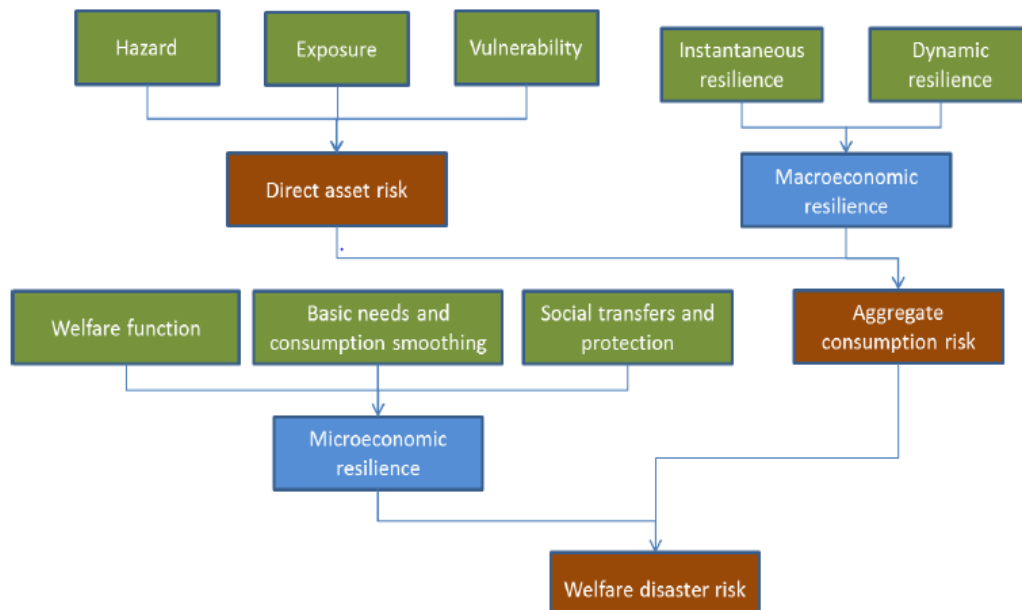 Hazard
Exposure
Vulnerability
Instantaneous
resilience
Dynamic
resilience
Direct asset risk
Macroeconomic
resilience
Welfare function
Basic needs and
consumption smoothing
Social transfers and
protection
Aggregate
consumption risk
Microeconomic
resilience
Welfare disaster risk